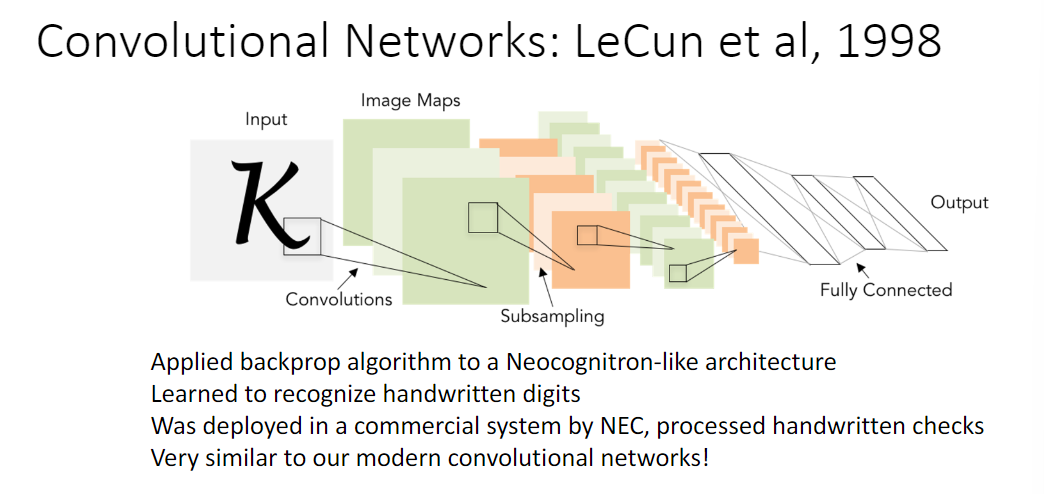 Convolutional Networks: LeCun et al, 1998
Image Maps
Input
K
Output
Convolutions
Fully Connected
Subsampling
Applied backprop algorithm to a Neocognitron-like architecture
Learned to recognize handwritten digits
Was deployed in a commercial system by NEC, processed handwritten checks
Very similar to our modern convolutional networks!